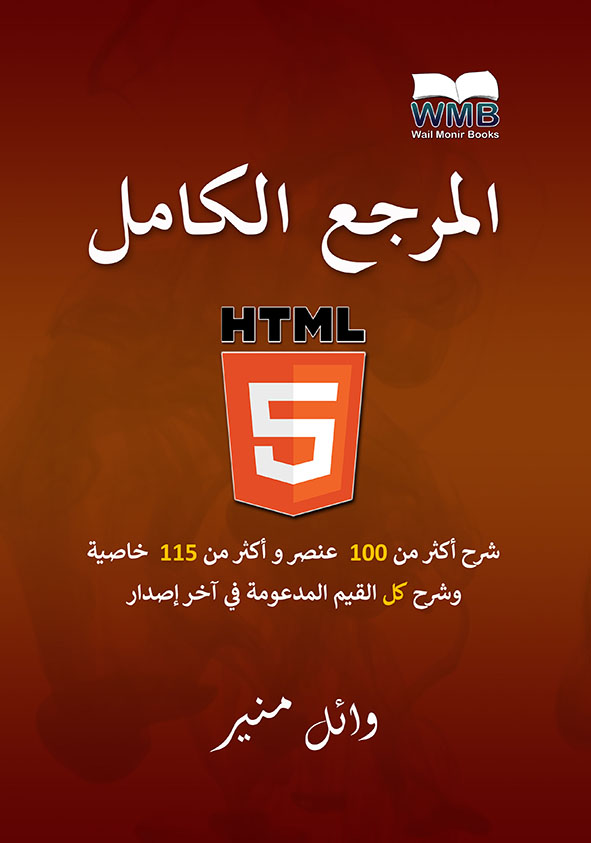 WMB
Wail Monir Books
المرجع الكامل
HTML
5
شرح أكثر من 100 عنصر و أكثر من 115 خاصية
وشرح كل القيم المدعومة في آخر إصدار
وائل منير